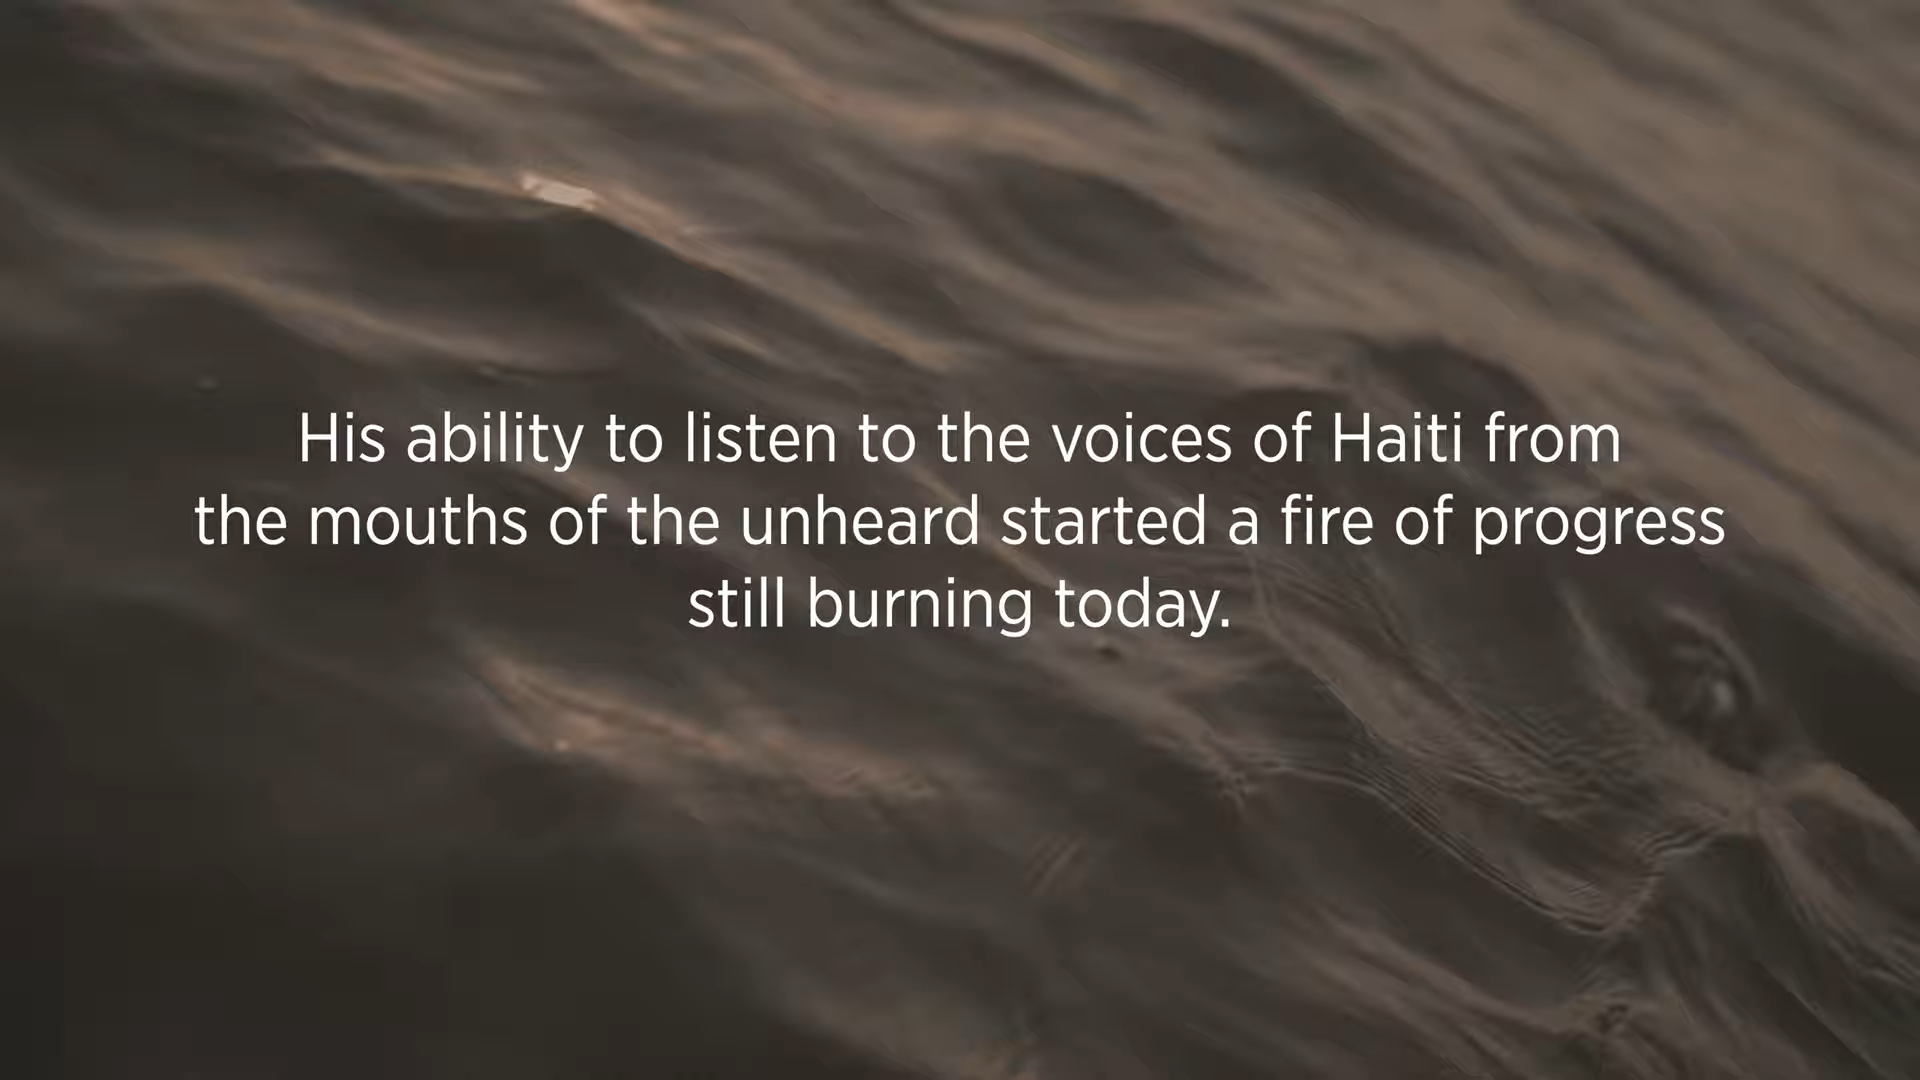 His ability to listen to the voices of Haiti from
the mouths of the unheard started a fire of progress
still burning today.